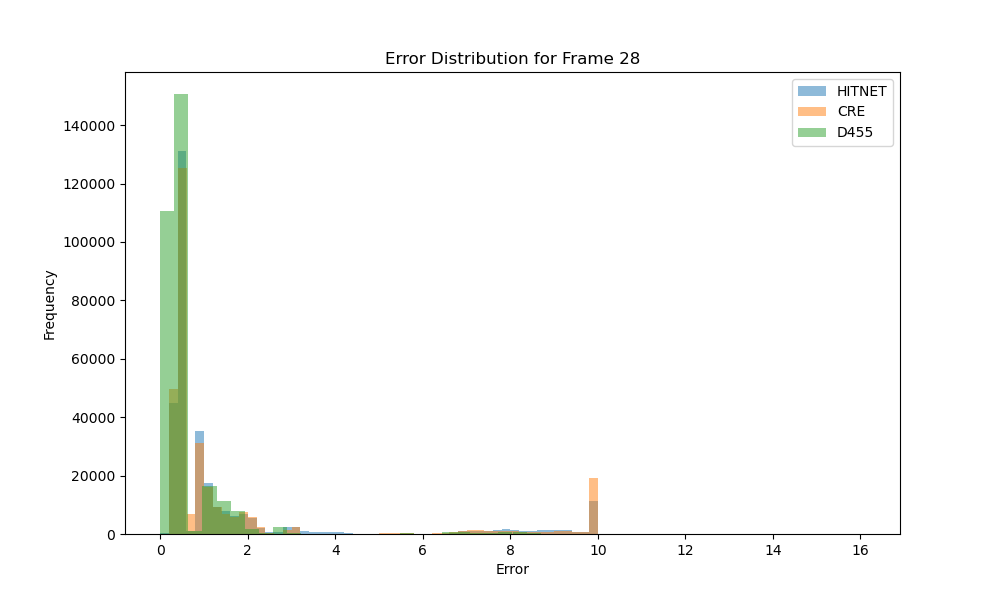 Error Distribution for Frame 28
HITNET
CRE
D455
Frequency
140000
120000
100000
80000
60000
40000
20000
0
0 2 4 6 8 10 12 14 16
Error